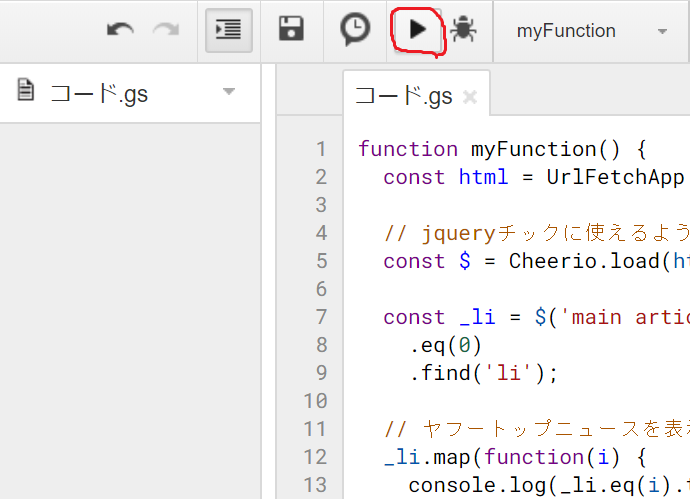 myFunction
コード.gs
コード.gs ×
1 function myFunction() {
2 const html = UrlFetchApp
3
4 // jqueryチックに使えるよう
5 const $ = Cheerio.load(
6
7 const _li = $('main
8 .eq(0)
9 .find('li');
10
11 // ヤフートップニュースを
12 _li.map(function(i) {
13 console.log(_li.eq(i).